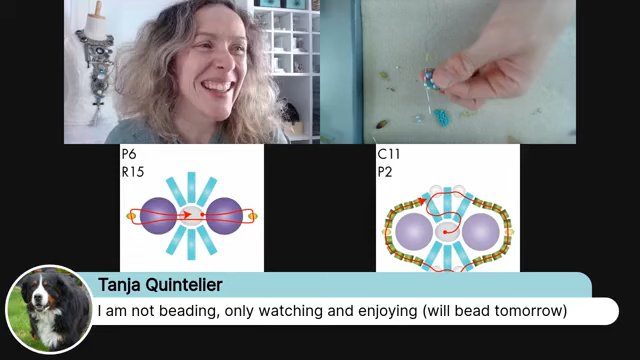 P6
R15
C11
P2
Tanja Quintelier
I am not beading, only watching and enjoying (will bead tomorrow)